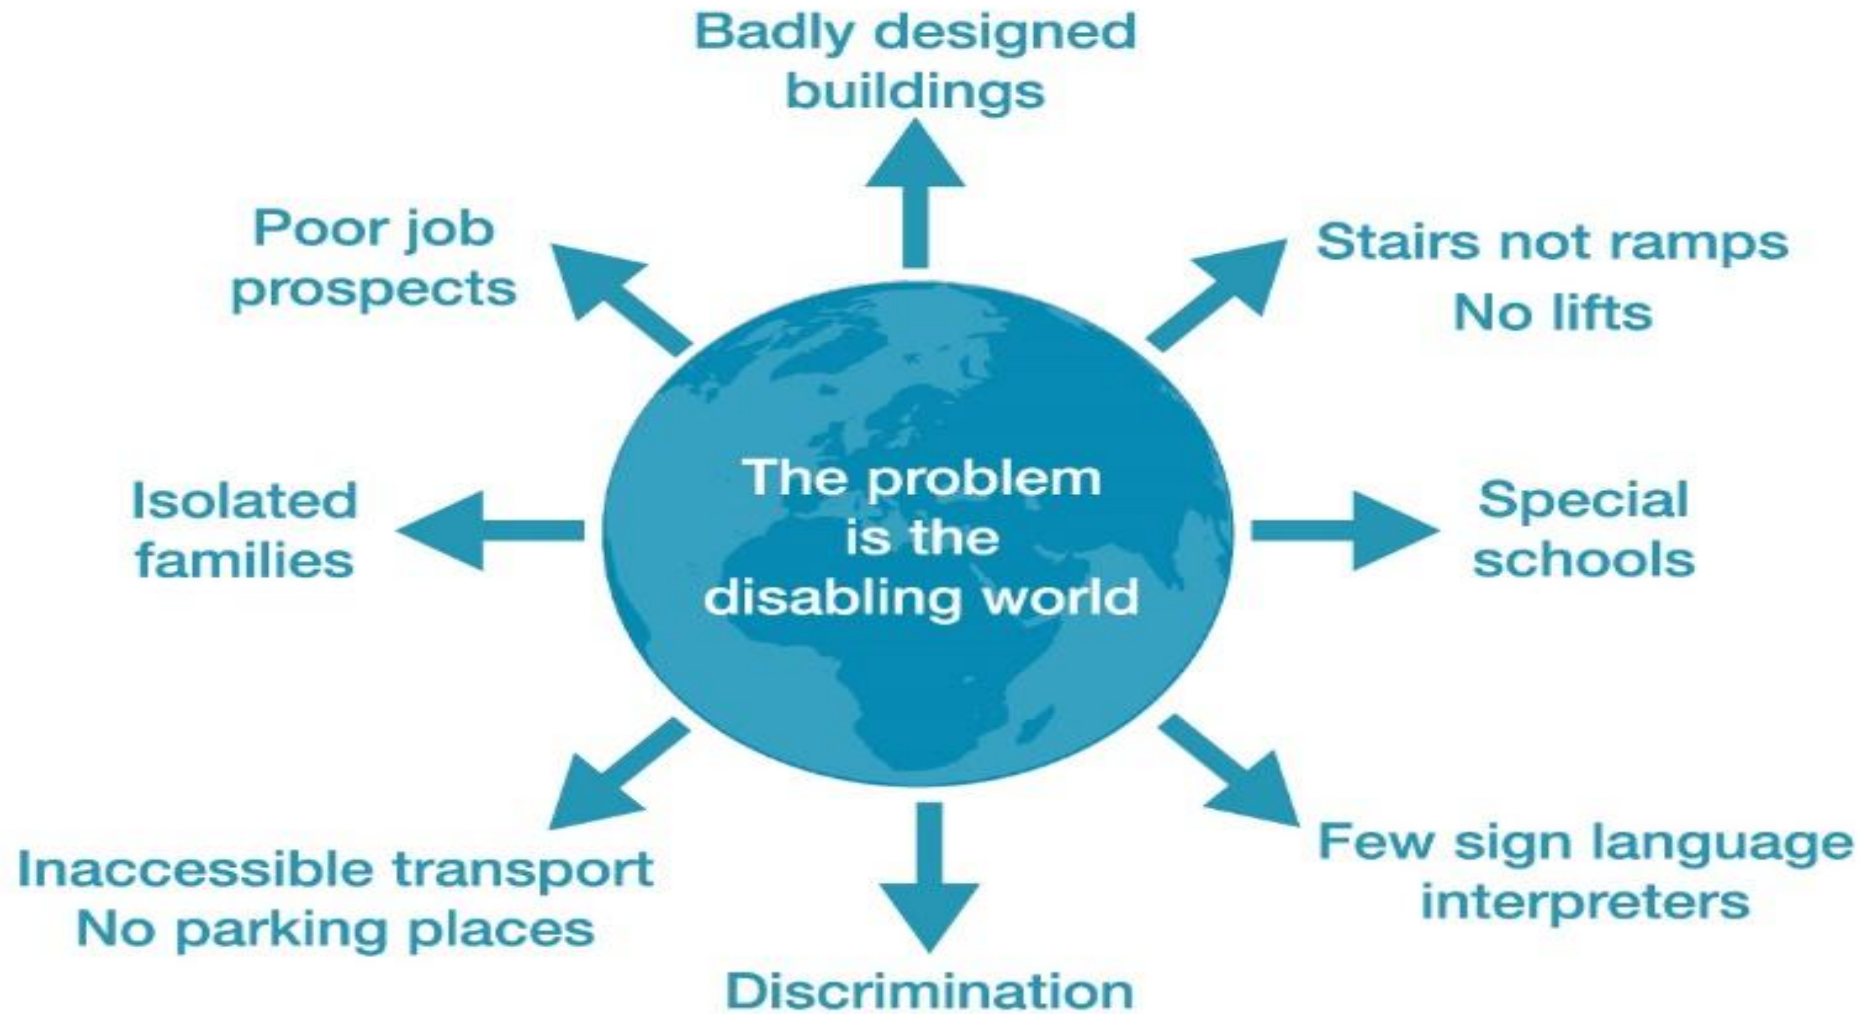 Badly designed
buildings
Poor job
prospects
Stairs not ramps
No lifts
Isolated
families
The problem
is the
disabling world
Special
schools
Inaccessible transport
No parking places
Few sign language
interpreters
Discrimination